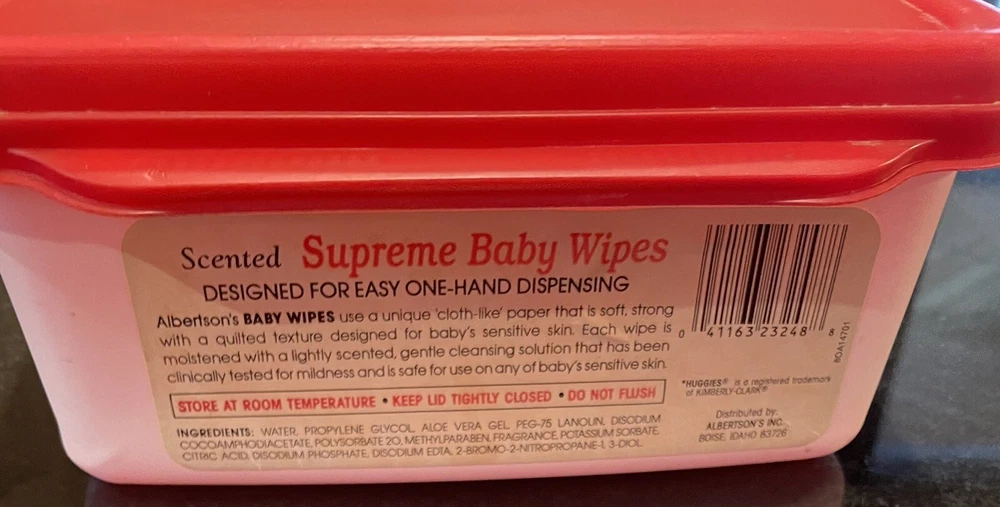 Scented Supreme Baby Wipes
DESIGNED FOR EASY ONE-HAND DISPENSING
Albertson's BABY WIPES use a unique 'cloth-like' paper that is soft, strong
with a quilted texture designed for baby's sensitive skin. Each wipe is
moistened with a lightly scented, gentle cleansing solution that has been
clinically tested for mildness and is safe for use on any of baby's sensitive skin.
STORE AT ROOM TEMPERATURE • KEEP LID TIGHTLY CLOSED • DO NOT FLUSH
INGREDIENTS: WATER, PROPYLENE GLYCOL, ALOE VERA GEL, PEG-75 LANOLIN, DISODIUM
COCOAMPHODIACETATE, POLYSORBATE 20, METHYLPARABEN, FRAGRANCE, POTASSIUM SORBATE,
CITRIC ACID, DISODIUM PHOSPHATE, DISODIUM EDTA, 2-BROMO-2-NITROPROPANE-1, 3-DIOL.
0 41163 23248 8
8DA14701
"HUGGIES® is a registered trademark
of KIMBERLY-CLARK®
Distributed by:
ALBERTSON'S INC.
BOISE, IDAHO 83726